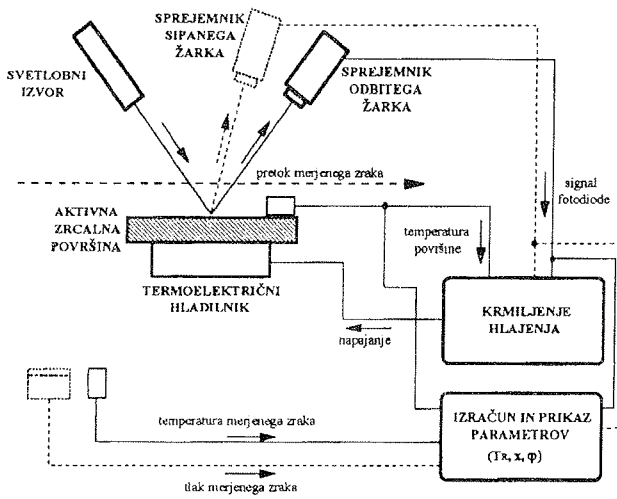 SPREJEMNIK
SIPANEGA
ŽARKA
SVETLOBNI
IZVOR
SPREJEMNIK
ODBITEGA
ŽARKA
pretok merjenega zraka
signal
fotodiode
AKTIVNA
ZRCALNA
POVRŠINA
temperatura
površine
TERMOELEKTRIČNI
HLADILNIK
KRMILJENJE
HLAJENJA
napajanje
temperatura merjenega zraka
IZRAČUN IN PRIKAZ
PARAMETROV
(TR, x, φ)
tlak merjenega zraka